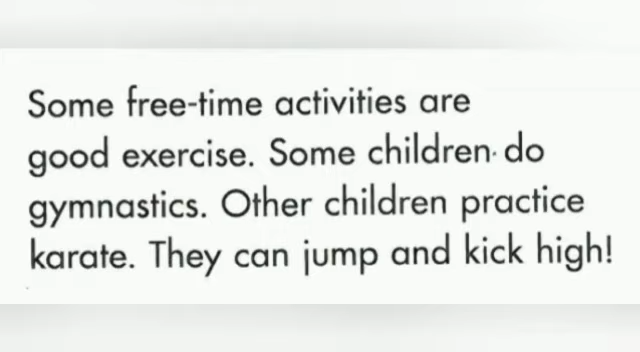 Some free-time activities are
good exercise. Some children do
gymnastics. Other children practice
karate. They can jump and kick high!